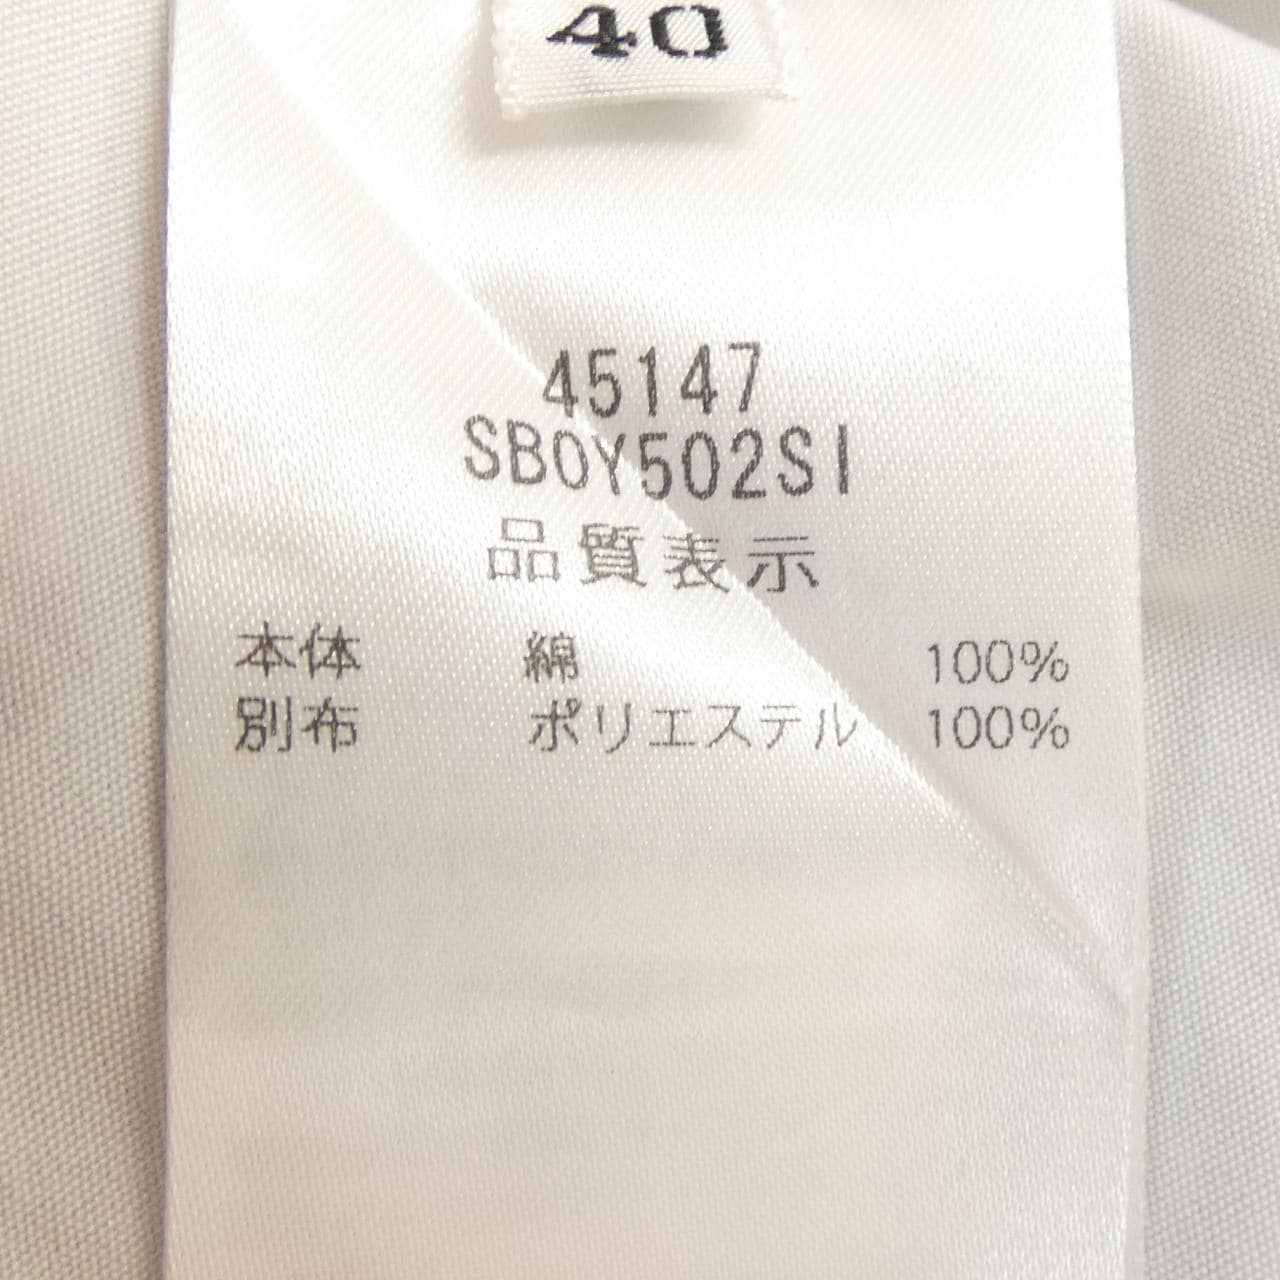 40
45147
SB0Y502SI
品質表示
本体 綿 100%
別布 ポリエステル 100%